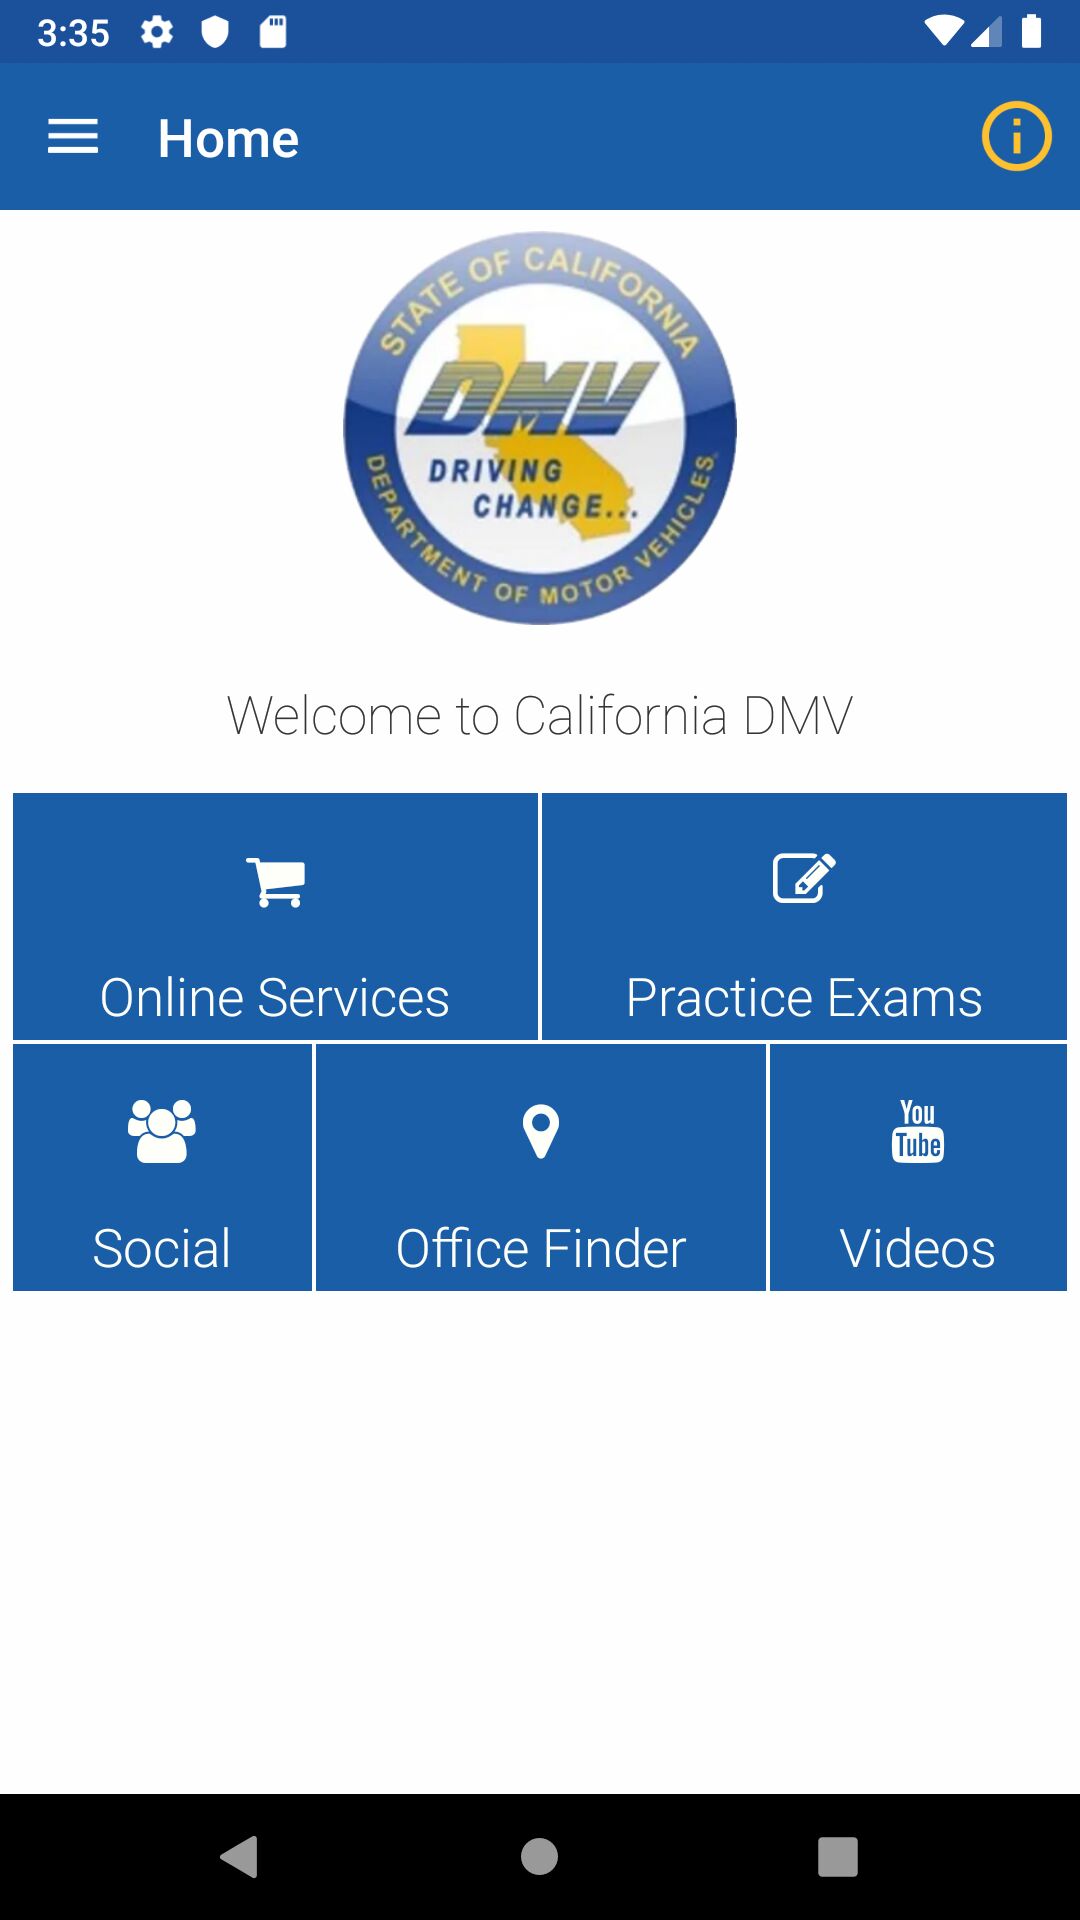 3:35
Home
STATE OF CALIFORNIA
DMV
DRIVING
CHANGE...
DEPARTMENT OF MOTOR VEHICLES
Welcome to California DMV
Online Services
Practice Exams
You
Tube
Social
Office Finder
Videos